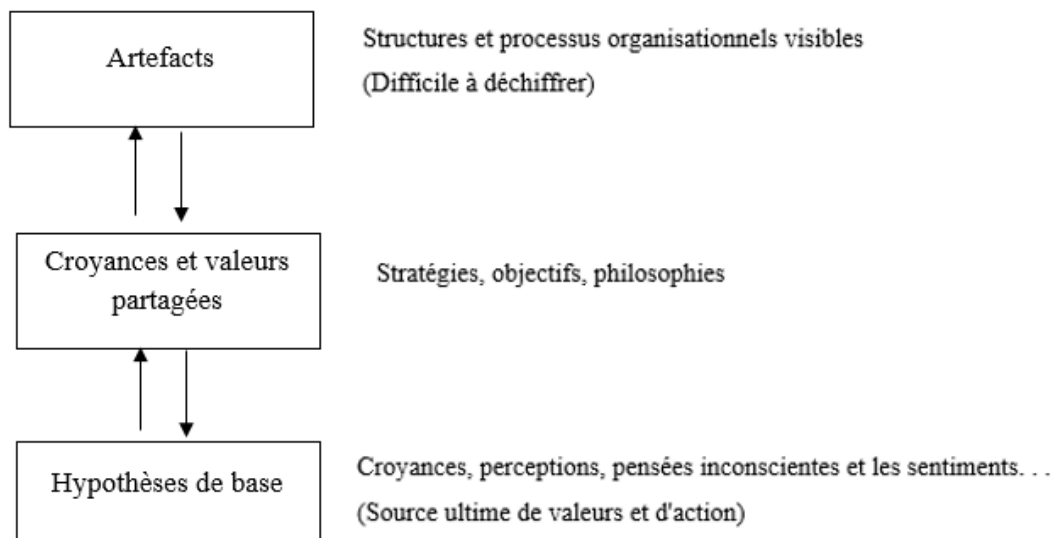 Artefacts
Structures et processus organisationnels visibles
(Difficile à déchiffrer)
Croyances et valeurs
partagées
Stratégies, objectifs, philosophies
Hypothèses de base
Croyances, perceptions, pensées inconscientes et les sentiments. . .
(Source ultime de valeurs et d'action)